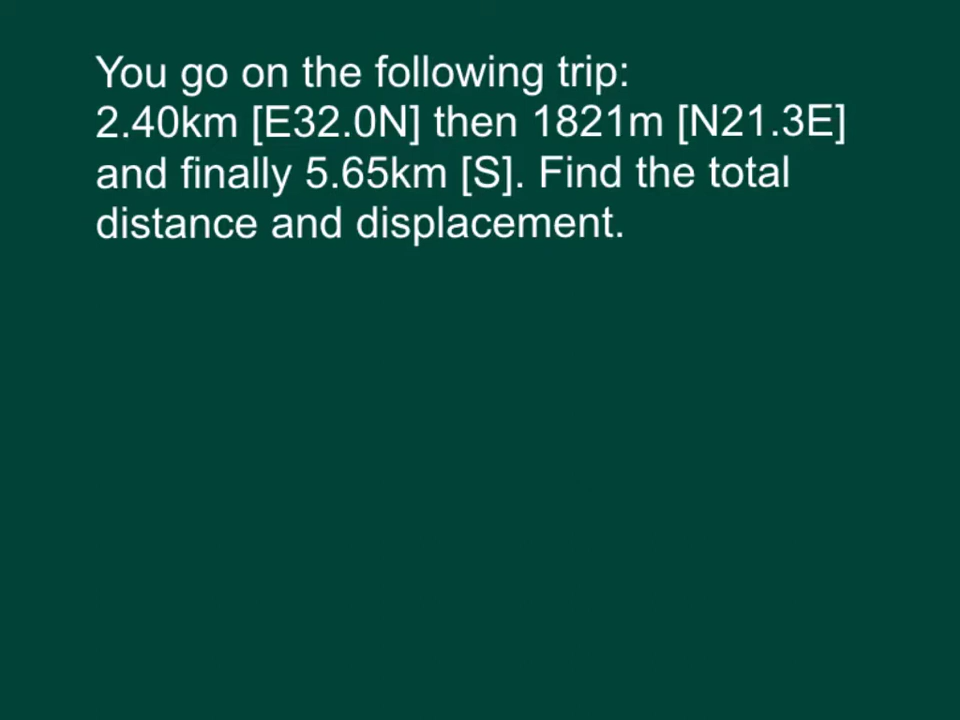 You go on the following trip:
2.40km [E32.0N] then 1821m [N21.3E]
and finally 5.65km [S]. Find the total
distance and displacement.